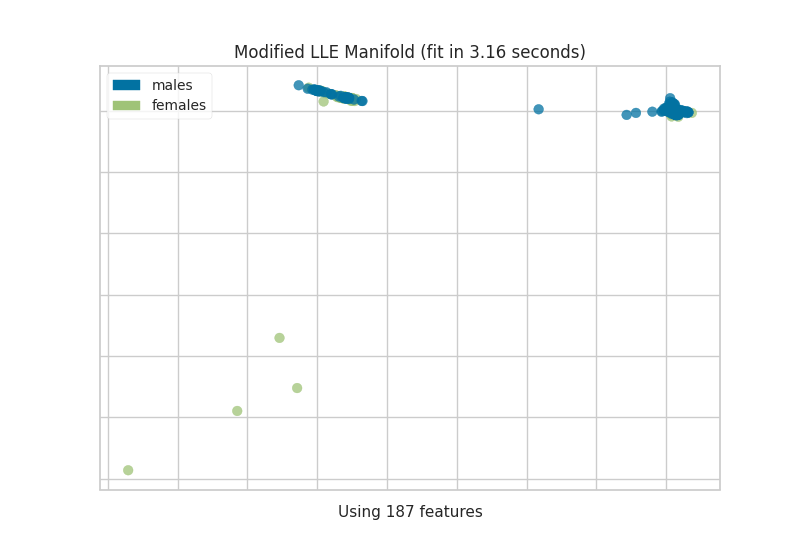 Modified LLE Manifold (fit in 3.16 seconds)
males
females
Using 187 features